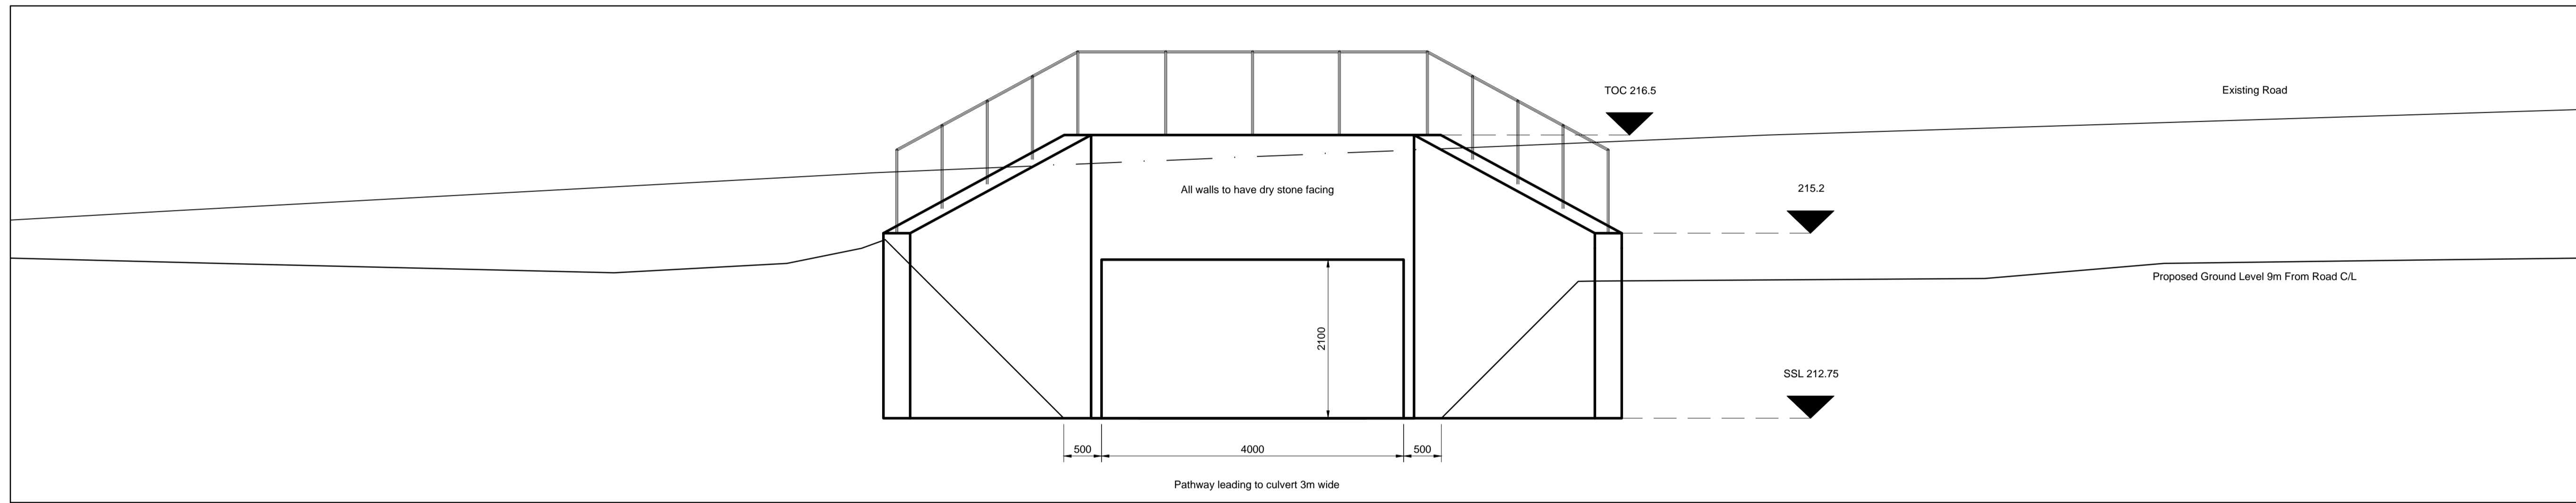 TOC 216.5
Existing Road
All walls to have dry stone facing
215.2
Proposed Ground Level 9m From Road C/L
2100
SSL 212.75
500
4000
500
Pathway leading to culvert 3m wide